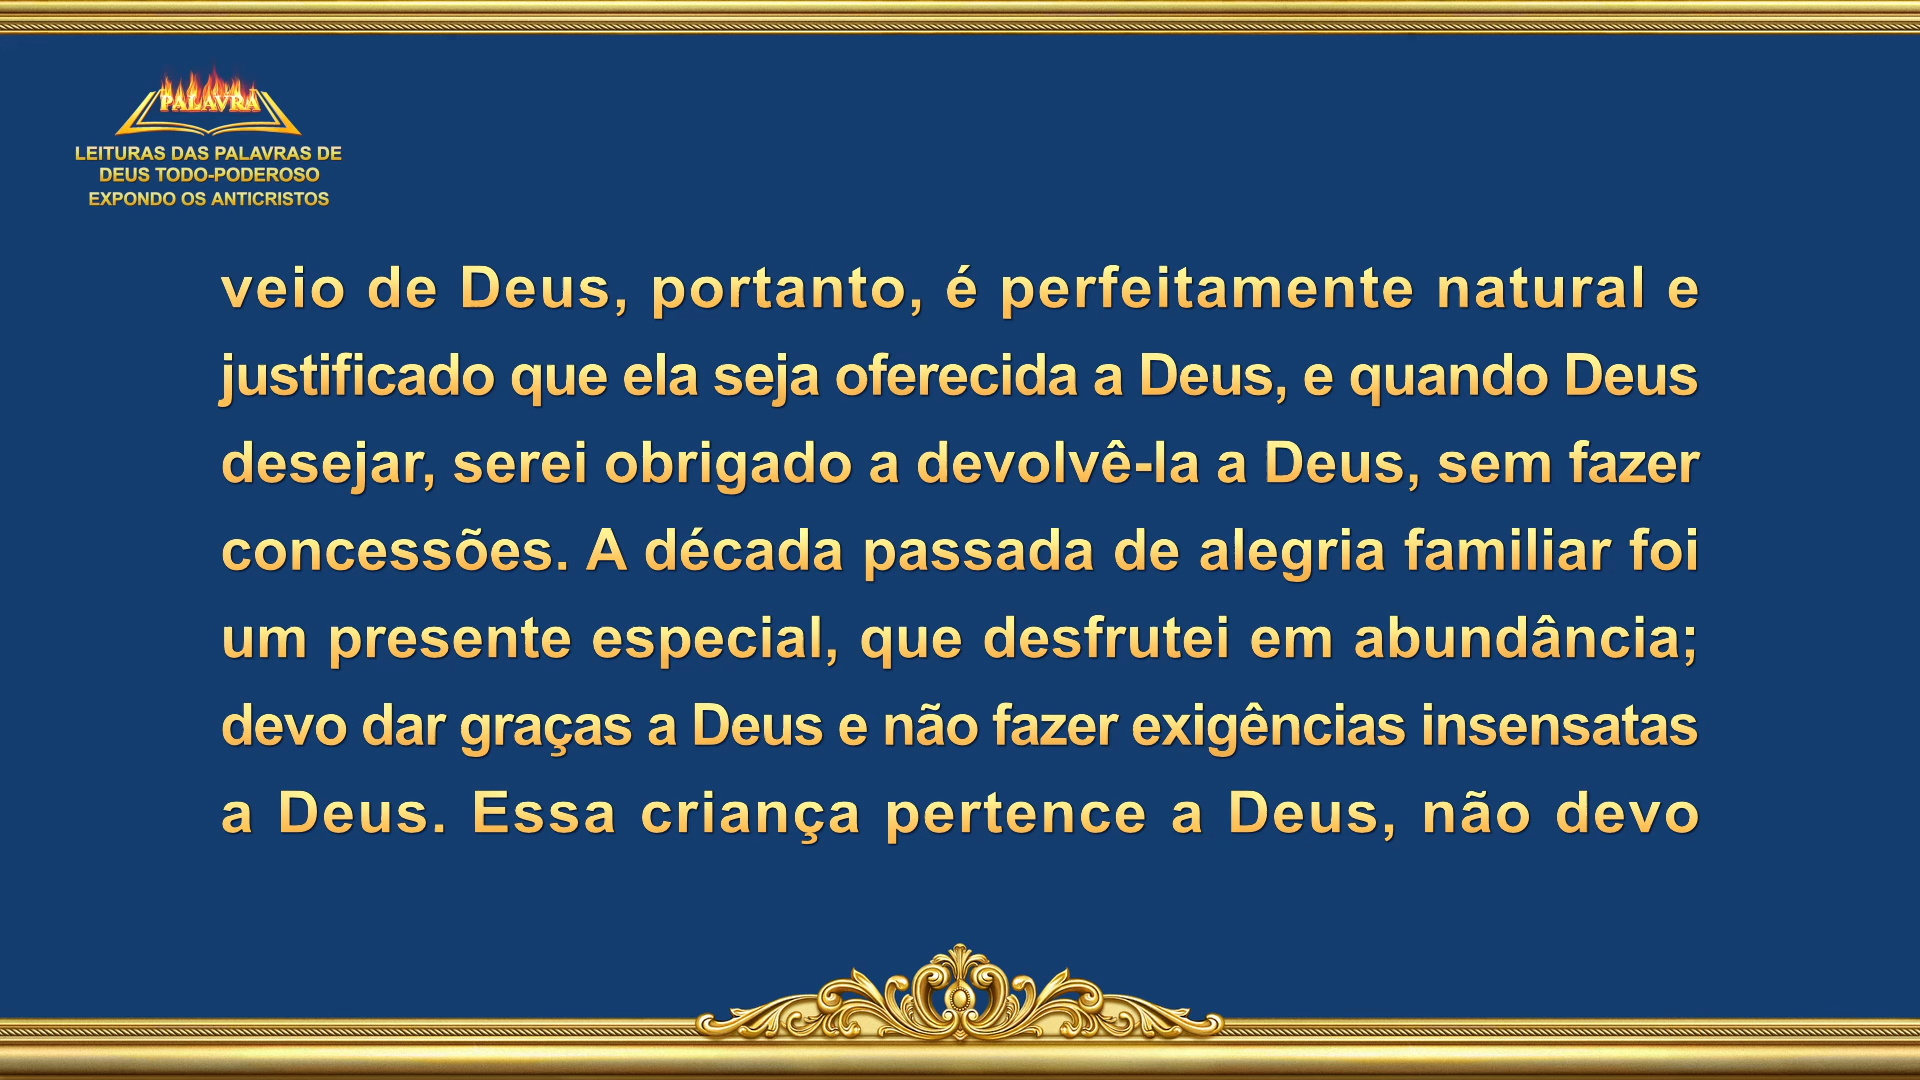 PALAVRA
LEITURAS DAS PALAVRAS DE
DEUS TODO-PODEROSO
EXPONDO OS ANTICRISTOS
veio de Deus, portanto, é perfeitamente natural e
justificado que ela seja oferecida a Deus, e quando Deus
desejar, serei obrigado a devolvê-la a Deus, sem fazer
concessões. A década passada de alegria familiar foi
um presente especial, que desfrutei em abundância;
devo dar graças a Deus e não fazer exigências insensatas
a Deus. Essa criança pertence a Deus, não devo